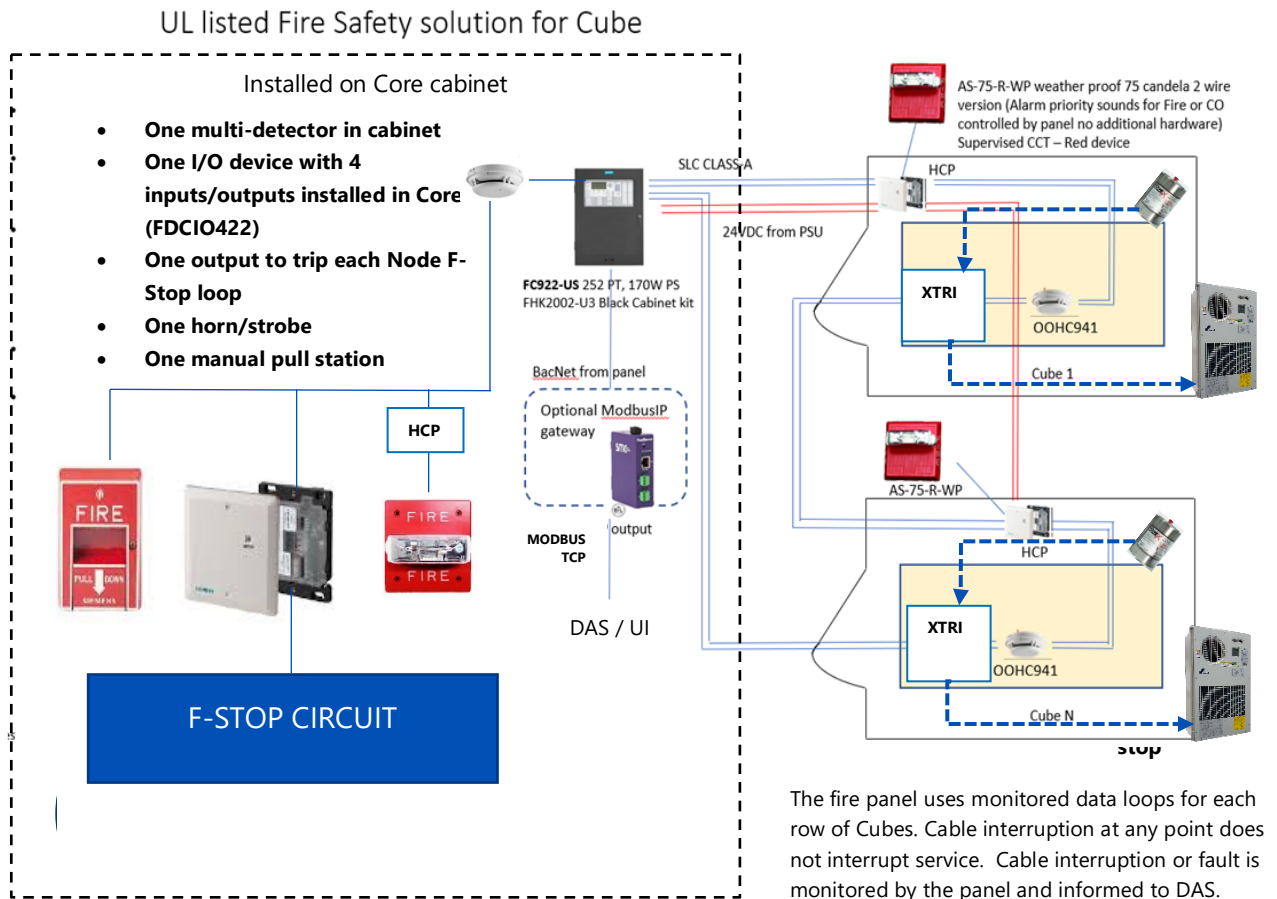 UL listed Fire Safety solution for Cube
Installed on Core cabinet
• One multi-detector in cabinet
• One I/O device with 4
inputs/outputs installed in Core
(FDCIO422)
• One output to trip each Node F-
Stop loop
• One horn/strobe
• One manual pull station
HCP
FIRE
PULL DOWN
SIEMENS
FIRE
FIRE
F-STOP CIRCUIT
FC922-US 252 PT, 170W PS
FHK2002-U3 Black Cabinet kit
BacNet from panel
Optional ModbusIP
gateway
output
MODBUS
TCP
DAS / UI
SLC CLASS-A
24VDC from PSU
AS-75-R-WP weather proof 75 candela 2 wire
version (Alarm priority sounds for Fire or CO
controlled by panel no additional hardware)
Supervised CCT – Red device
HCP
XTRI
OOHC941
Cube 1
AS-75-R-WP
HCP
XTRI
OOHC941
Cube N
stop
The fire panel uses monitored data loops for each
row of Cubes. Cable interruption at any point does
not interrupt service. Cable interruption or fault is
monitored by the panel and informed to DAS.